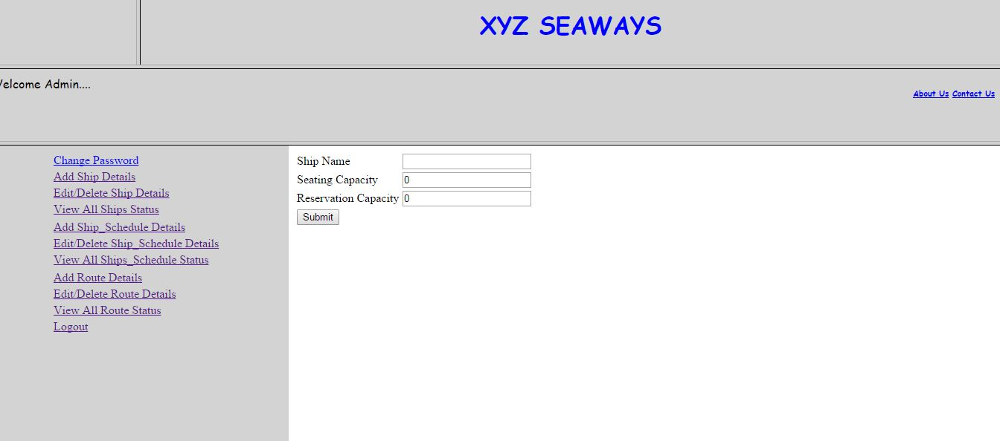 XYZ SEAWAYS
elcome Admin....
About Us Contact Us
Change Password
Add Ship Details
Edit/Delete Ship Details
View All Ships Status
Add Ship_Schedule Details
Edit/Delete Ship_Schedule Details
View All Ships_Schedule Status
Add Route Details
Edit/Delete Route Details
View All Route Status
Logout
Ship Name
Seating Capacity 0
Reservation Capacity 0
Submit